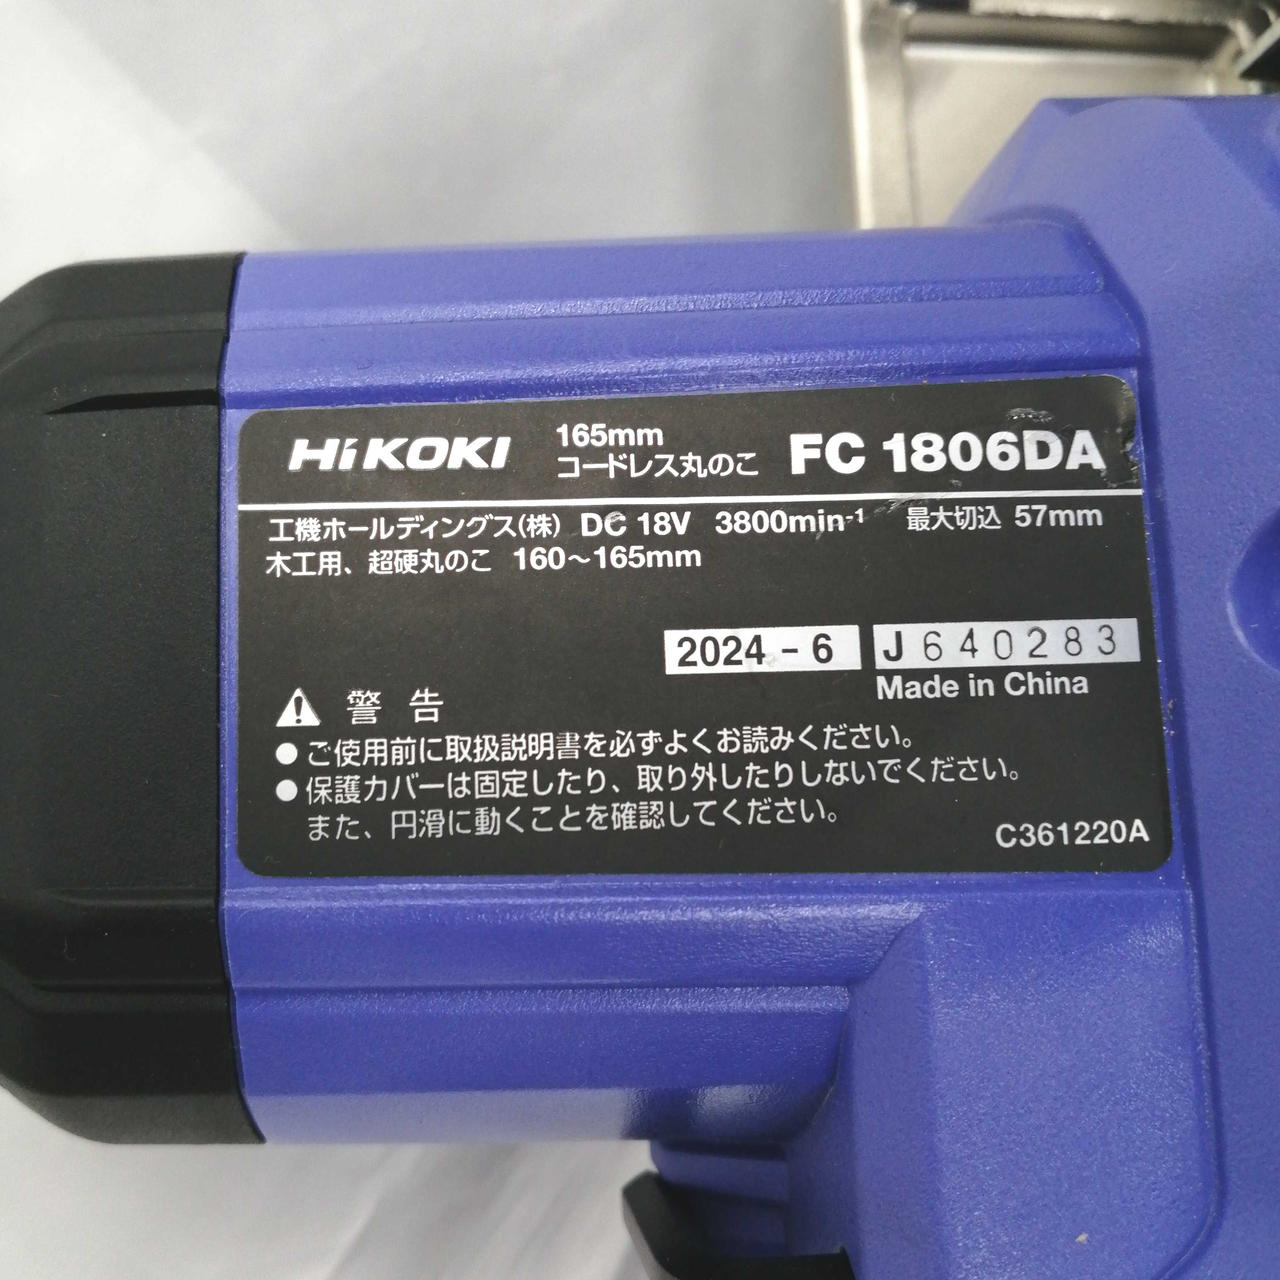 HiKOKI 165mm コードレス丸のこ FC 1806DA
工機ホールディングス(株) DC 18V 3800min-1 最大切込 57mm
木工用、超硬丸のこ 160～165mm
2024 - 6 J640283
Made in China
警告
●ご使用前に取扱説明書を必ずよくお読みください。
●保護カバーは固定したり、取り外したりしないでください。
また、円滑に動くことを確認してください。
C361220A